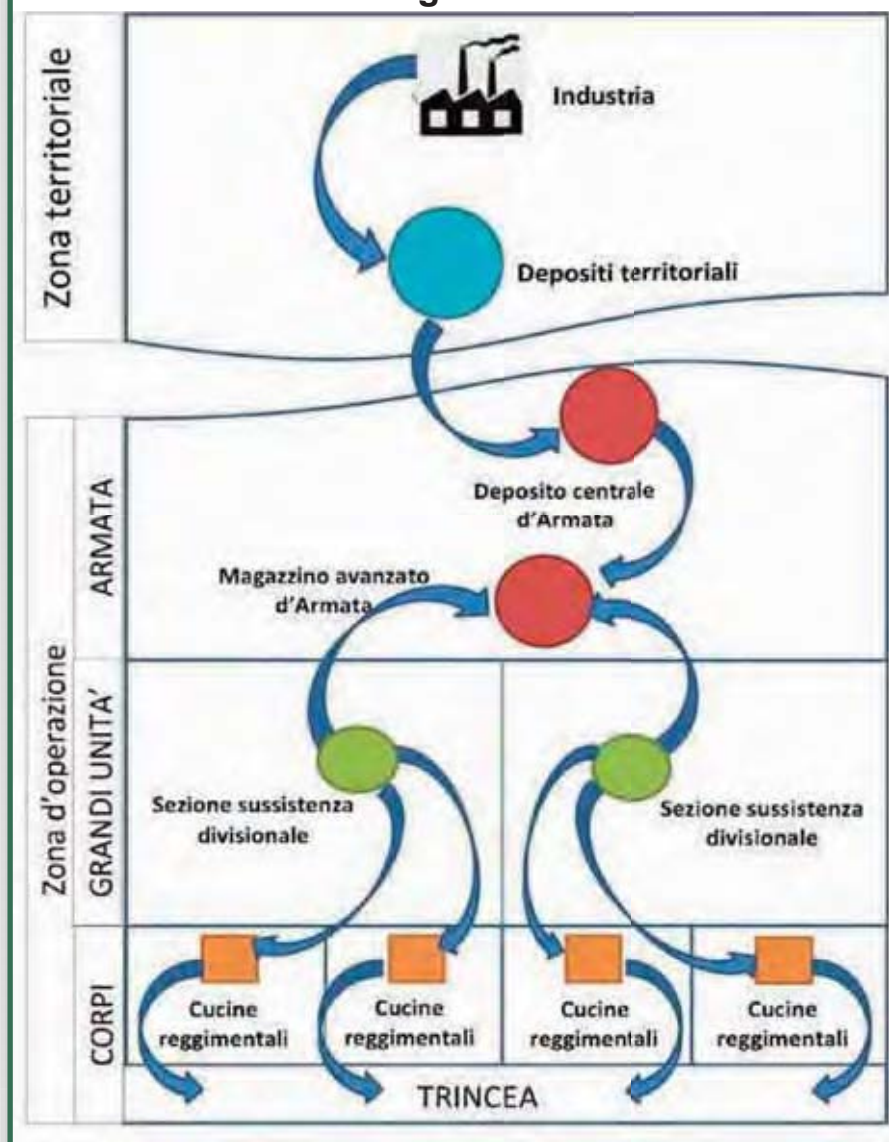 Zona territoriale
Industria
Depositi territoriali
Zona d'operazione
ARMATA
Deposito centrale
d'Armata
Magazzino avanzato
d'Armata
GRANDI UNITA'
Sezione sussistenza
divisionale
Sezione sussistenza
divisionale
CORPI
Cucine
reggimentali
Cucine
reggimentali
Cucine
reggimentali
Cucine
reggimentali
TRINCEA